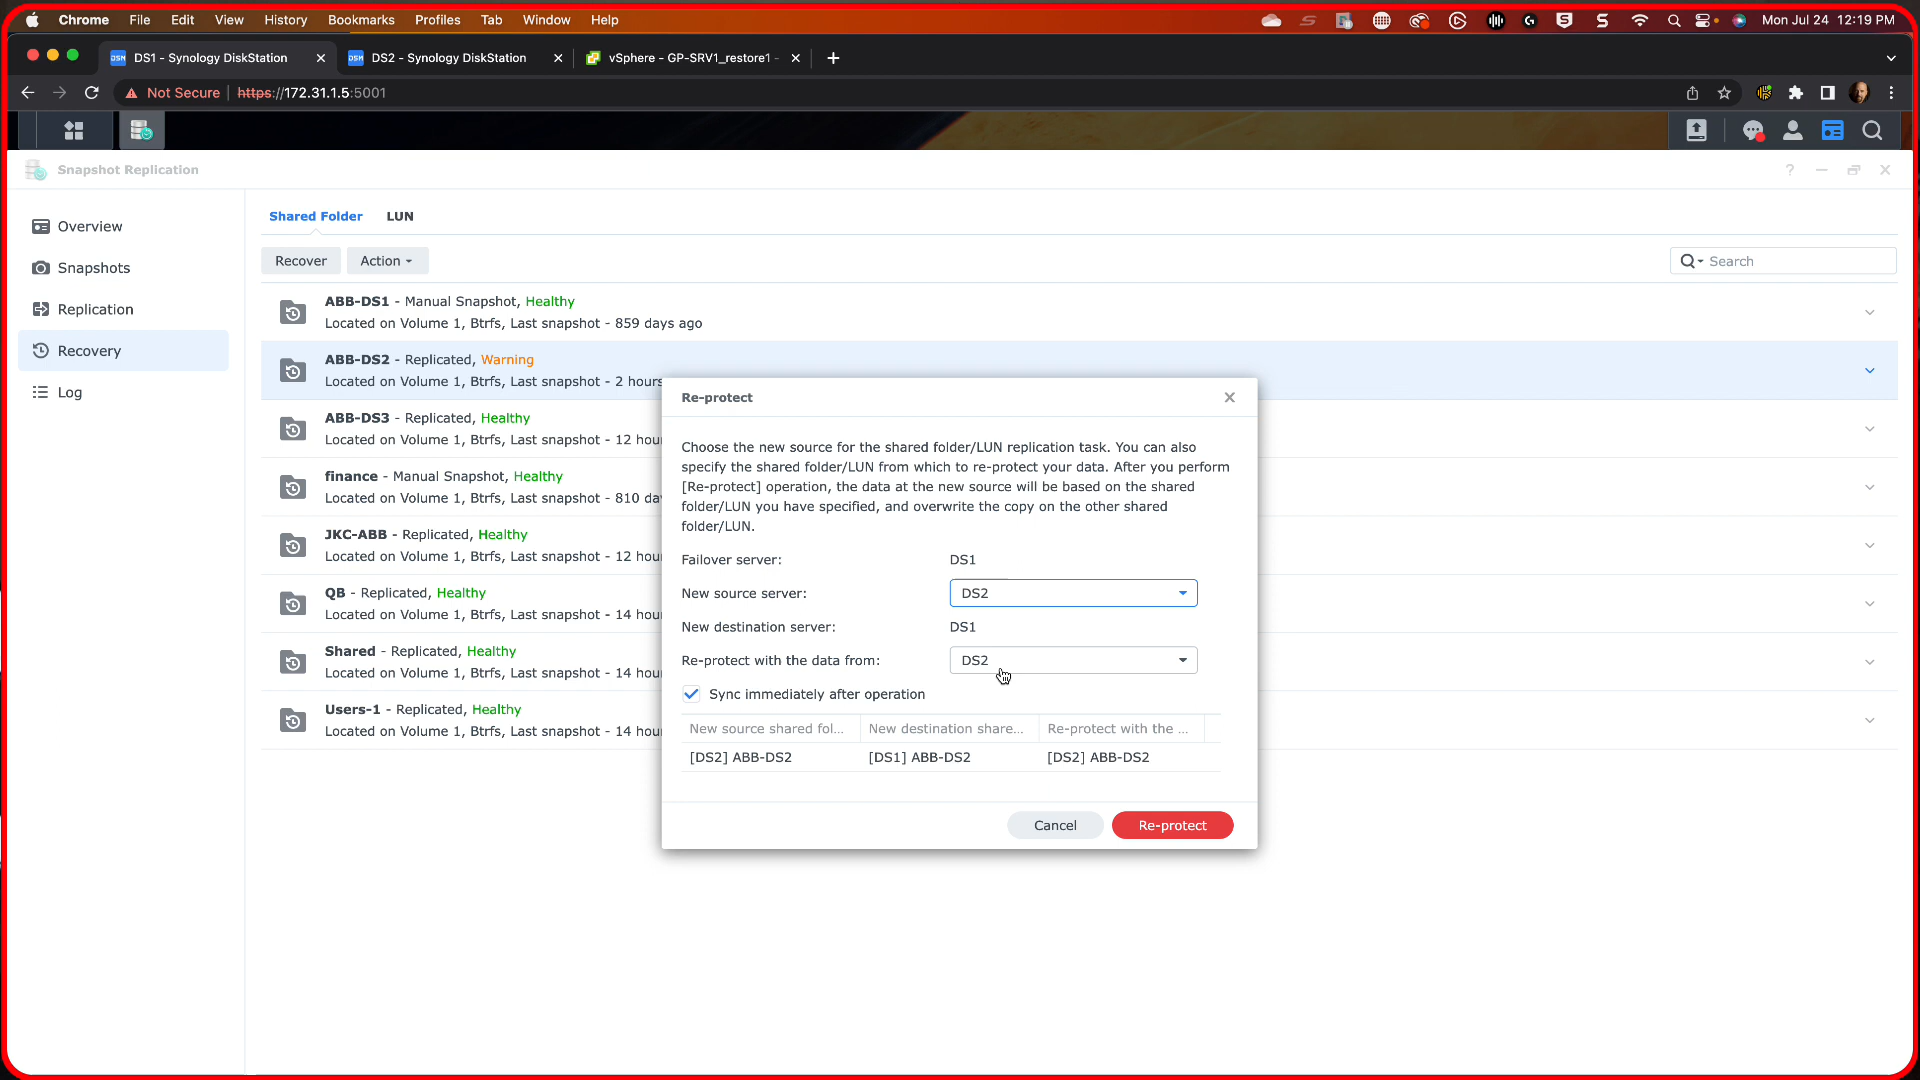 Chrome File Edit View History Bookmarks Profiles Tab Window Help
Mon Jul 24 12:19 PM
DS1 - Synology DiskStation
DS2 - Synology DiskStation
vSphere - GP-SRV1_restore1 -
Not Secure https://172.31.1.5:5001
Snapshot Replication
Overview
Snapshots
Replication
Recovery
Log
Shared Folder LUN
Recover Action
Search
ABB-DS1 - Manual Snapshot, Healthy
Located on Volume 1, Btrfs, Last snapshot - 859 days ago
ABB-DS2 - Replicated, Warning
Located on Volume 1, Btrfs, Last snapshot - 2 hours
ABB-DS3 - Replicated, Healthy
Located on Volume 1, Btrfs, Last snapshot - 12 hou
finance - Manual Snapshot, Healthy
Located on Volume 1, Btrfs, Last snapshot - 810 da
JKC-ABB - Replicated, Healthy
Located on Volume 1, Btrfs, Last snapshot - 12 hou
QB - Replicated, Healthy
Located on Volume 1, Btrfs, Last snapshot - 14 hou
Shared - Replicated, Healthy
Located on Volume 1, Btrfs, Last snapshot - 14 hou
Users-1 - Replicated, Healthy
Located on Volume 1, Btrfs, Last snapshot - 14 hou
Re-protect
Choose the new source for the shared folder/LUN replication task. You can also
specify the shared folder/LUN from which to re-protect your data. After you perform
[Re-protect] operation, the data at the new source will be based on the shared
folder/LUN you have specified, and overwrite the copy on the other shared
folder/LUN.
Failover server: DS1
New source server: DS2
New destination server: DS1
Re-protect with the data from: DS2
Sync immediately after operation
New source shared fol... New destination share... Re-protect with the ...
[DS2] ABB-DS2 [DS1] ABB-DS2 [DS2] ABB-DS2
Cancel Re-protect